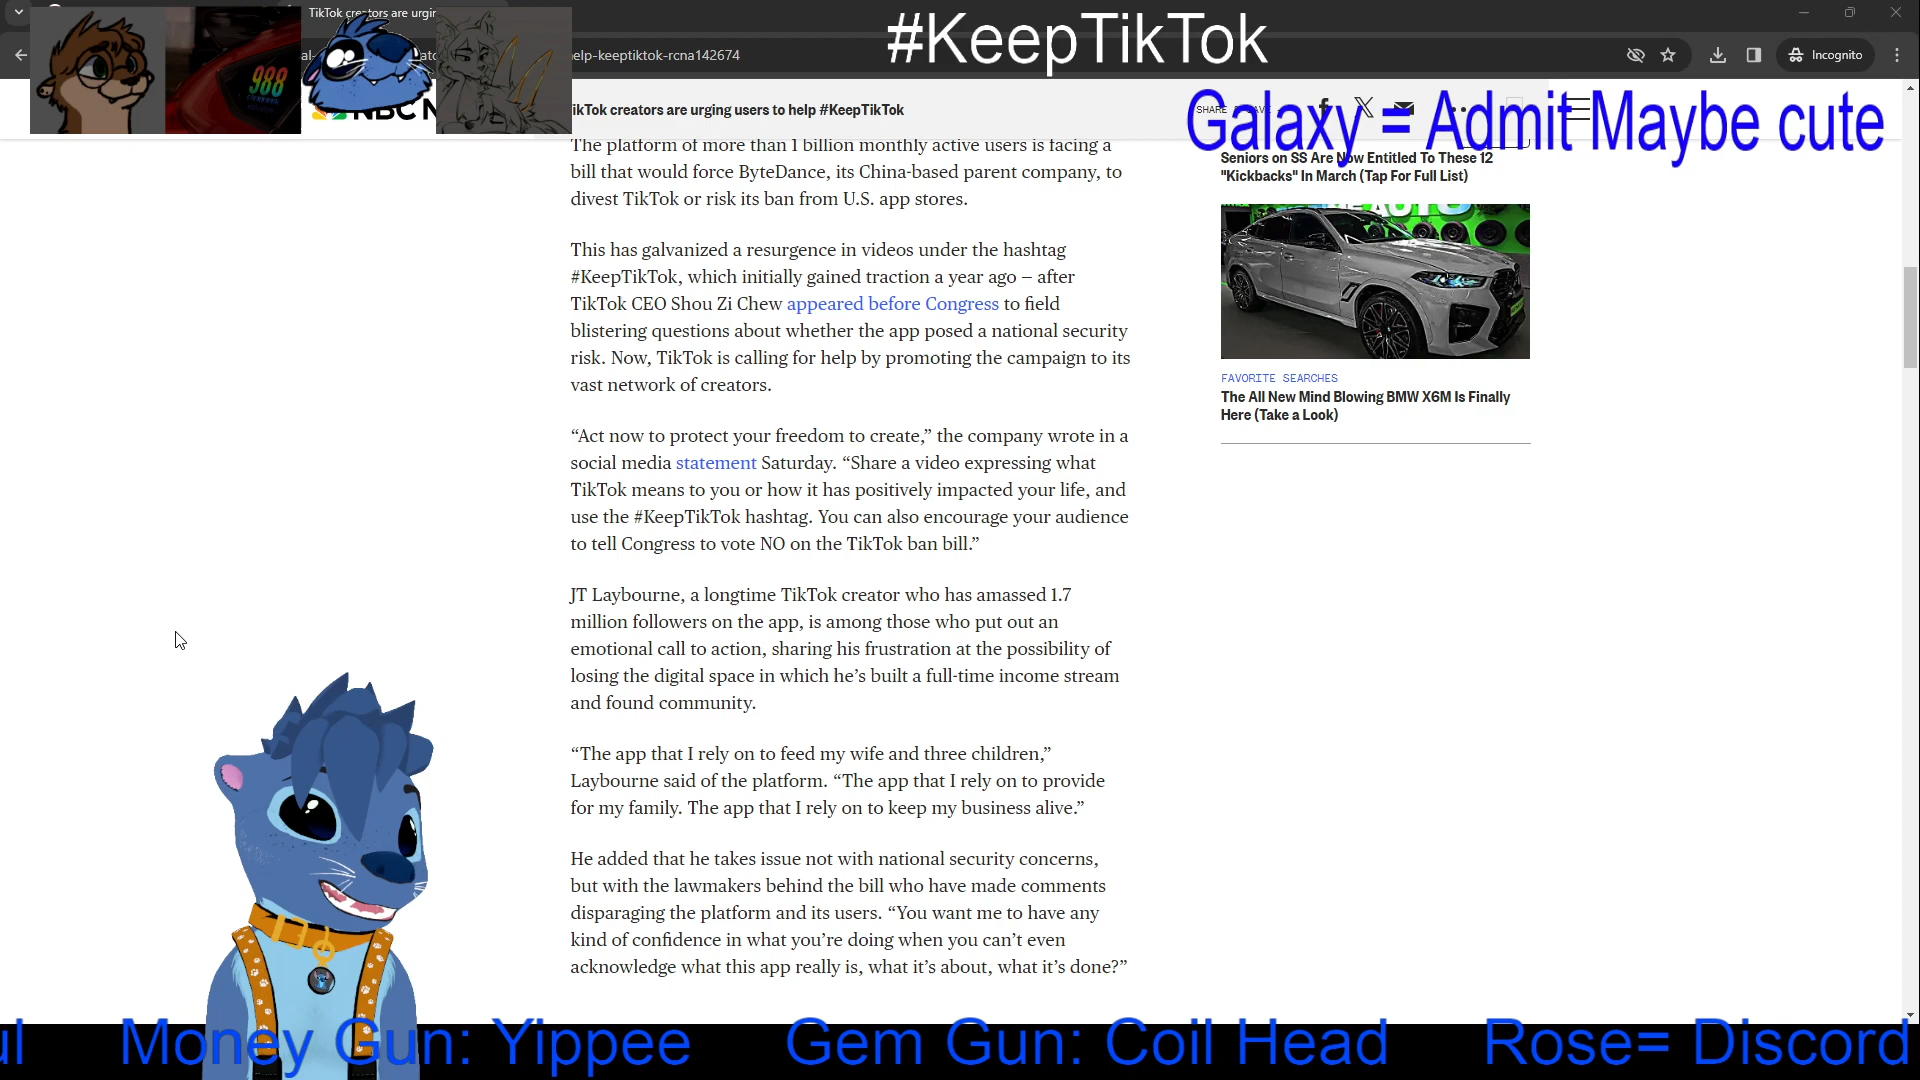 TikTok creators are urgin
elp-keeptiktok-rcna142674
Incognito
#KeepTikTok
988
NBC N
ikTok creators are urging users to help #KeepTikTok
SHARE & SAVE
Galaxy = Admit Maybe cute
The platform of more than 1 billion monthly active users is facing a
bill that would force ByteDance, its China-based parent company, to
divest TikTok or risk its ban from U.S. app stores.
This has galvanized a resurgence in videos under the hashtag
#KeepTikTok, which initially gained traction a year ago — after
TikTok CEO Shou Zi Chew appeared before Congress to field
blistering questions about whether the app posed a national security
risk. Now, TikTok is calling for help by promoting the campaign to its
vast network of creators.
“Act now to protect your freedom to create,” the company wrote in a
social media statement Saturday. “Share a video expressing what
TikTok means to you or how it has positively impacted your life, and
use the #KeepTikTok hashtag. You can also encourage your audience
to tell Congress to vote NO on the TikTok ban bill.”
JT Laybourne, a longtime TikTok creator who has amassed 1.7
million followers on the app, is among those who put out an
emotional call to action, sharing his frustration at the possibility of
losing the digital space in which he’s built a full-time income stream
and found community.
“The app that I rely on to feed my wife and three children,”
Laybourne said of the platform. “The app that I rely on to provide
for my family. The app that I rely on to keep my business alive.”
He added that he takes issue not with national security concerns,
but with the lawmakers behind the bill who have made comments
disparaging the platform and its users. “You want me to have any
kind of confidence in what you’re doing when you can’t even
acknowledge what this app really is, what it’s about, what it’s done?”
Seniors on SS Are Now Entitled To These 12
"Kickbacks" In March (Tap For Full List)
FAVORITE SEARCHES
The All New Mind Blowing BMW X6M Is Finally
Here (Take a Look)
ul Money Gun: Yippee Gem Gun: Coil Head Rose= Discord